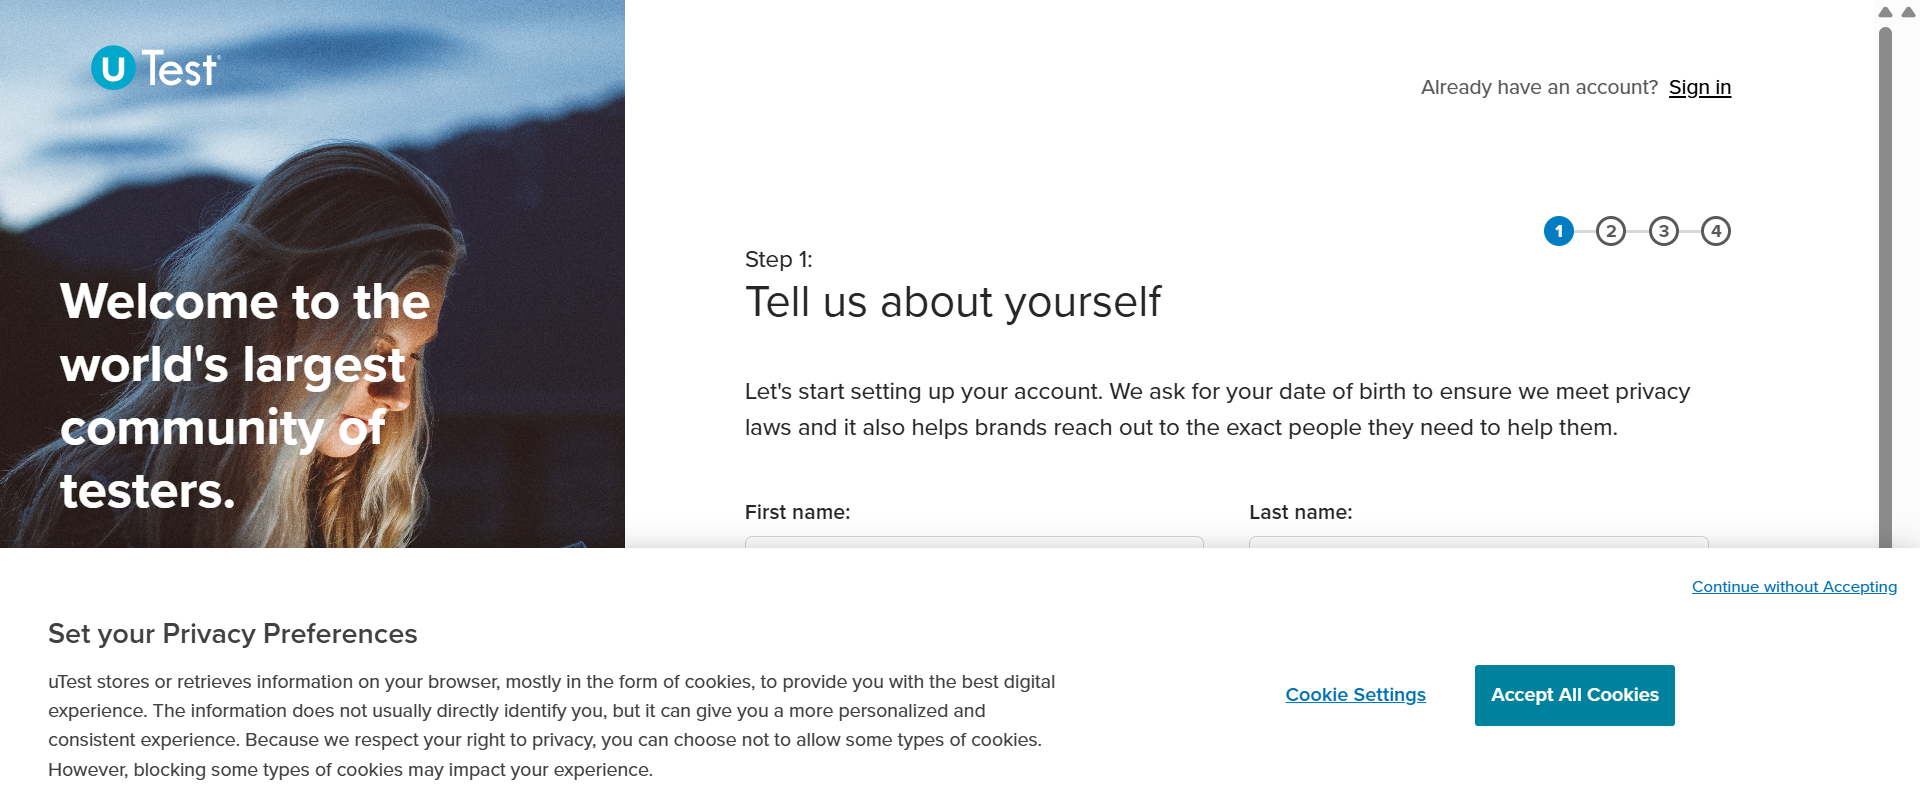 u Test®
Already have an account? Sign in
1 2 3 4
Step 1:
Tell us about yourself
Welcome to the
world's largest
community of
testers.
Let's start setting up your account. We ask for your date of birth to ensure we meet privacy
laws and it also helps brands reach out to the exact people they need to help them.
First name:
Last name:
Continue without Accepting
Set your Privacy Preferences
uTest stores or retrieves information on your browser, mostly in the form of cookies, to provide you with the best digital
experience. The information does not usually directly identify you, but it can give you a more personalized and
consistent experience. Because we respect your right to privacy, you can choose not to allow some types of cookies.
However, blocking some types of cookies may impact your experience.
Cookie Settings
Accept All Cookies